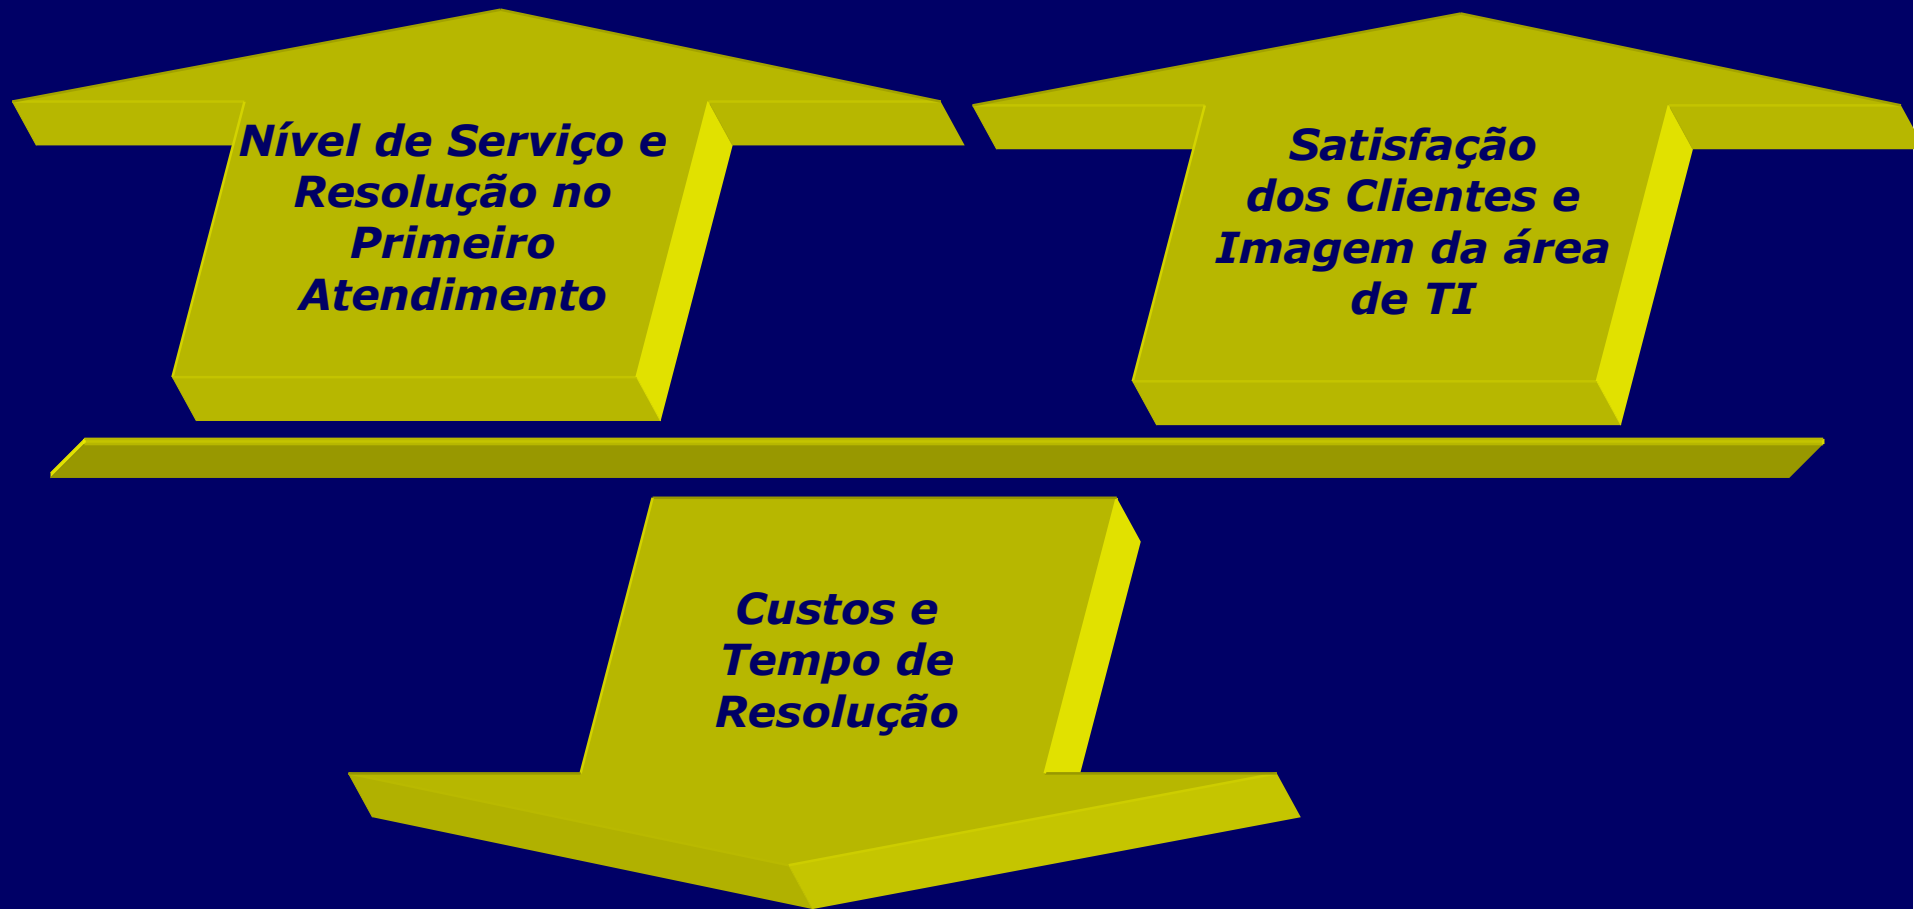 Nível de Serviço e
Resolução no
Primeiro
Atendimento
Satisfação
dos Clientes e
Imagem da área
de TI
Custos e
Tempo de
Resolução